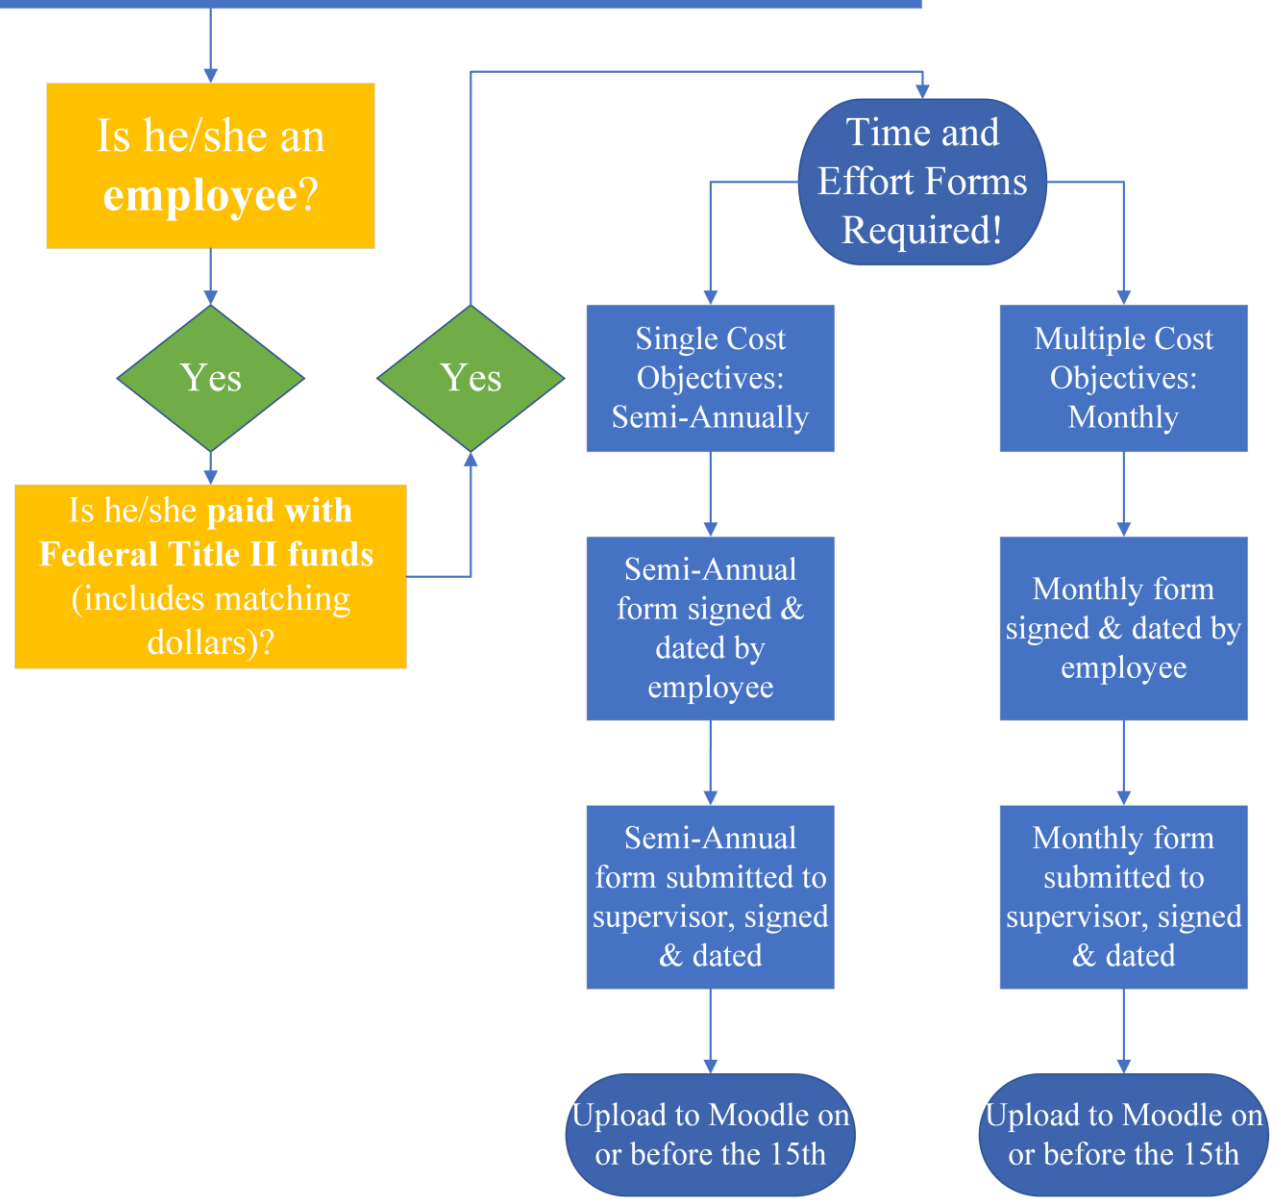 Is he/she an
employee?
Yes
Is he/she paid with
Federal Title II funds
(includes matching
dollars)?
Yes
Time and
Effort Forms
Required!
Single Cost
Objectives:
Semi-Annually
Semi-Annual
form signed &
dated by
employee
Semi-Annual
form submitted to
supervisor, signed
& dated
Upload to Moodle on
or before the 15th
Multiple Cost
Objectives:
Monthly
Monthly form
signed & dated by
employee
Monthly form
submitted to
supervisor, signed
& dated
Upload to Moodle on
or before the 15th